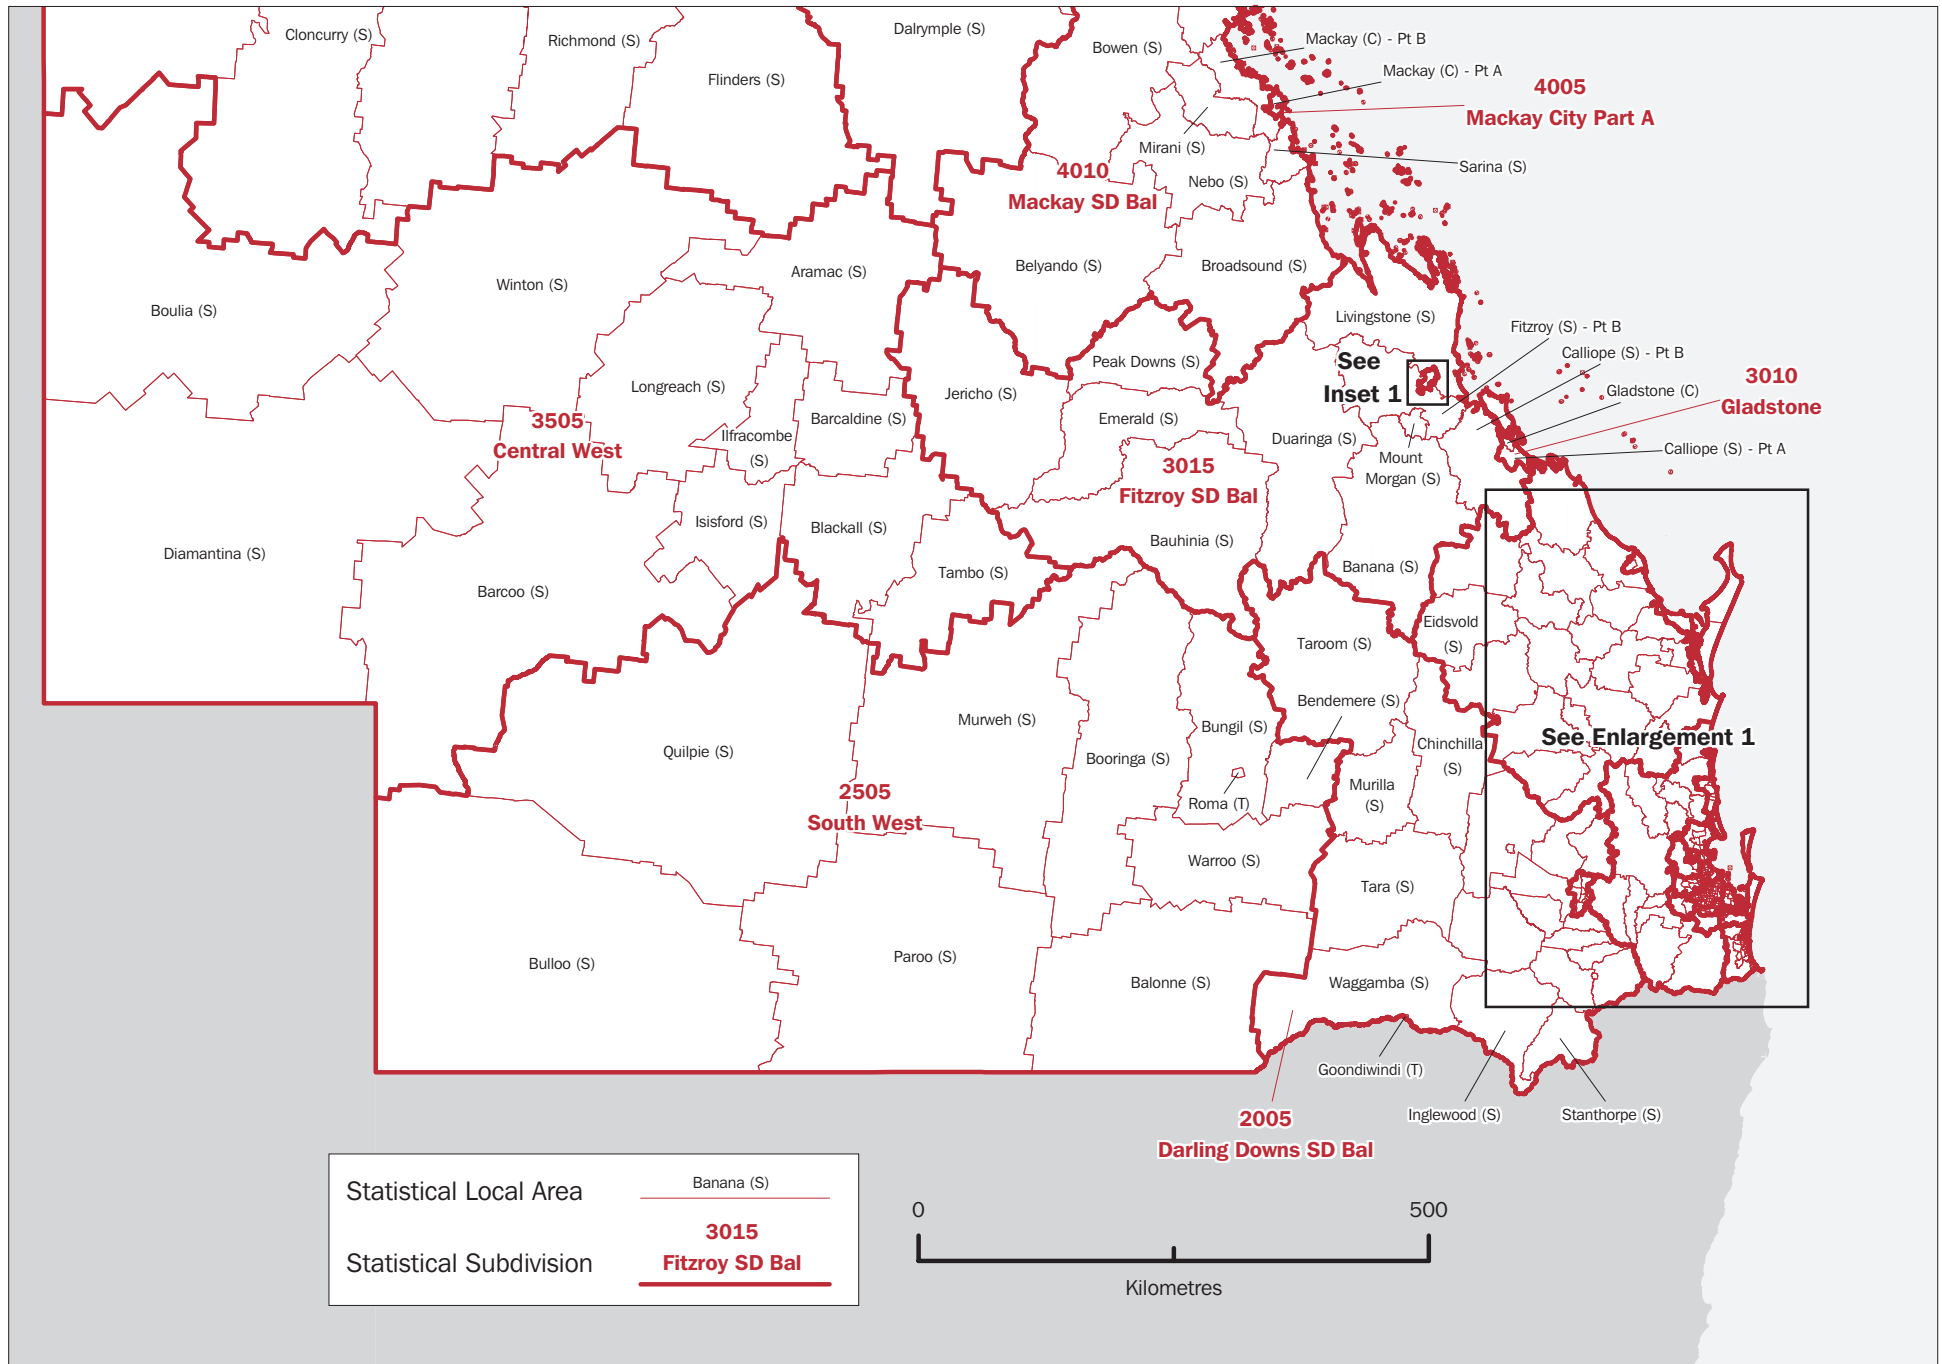 Cloncurry (S)
Richmond (S)
Dalrymple (S)
Flinders (S)
Bowen (S)
Mackay (C) - Pt B
Mackay (C) - Pt A
4005
Mackay City Part A
Mirani (S)
Sarina (S)
4010
Mackay SD Bal
Nebo (S)
Boulia (S)
Winton (S)
Aramac (S)
Belyando (S)
Broadsound (S)
Livingstone (S)
Fitzroy (S) - Pt B
Calliope (S) - Pt B
See
Inset 1
Peak Downs (S)
Gladstone (C)
3010
Gladstone
Calliope (S) - Pt A
Longreach (S)
Jericho (S)
3505
Central West
Ilfracombe
(S)
Barcaldine (S)
Emerald (S)
Duaringa (S)
Mount
Morgan (S)
3015
Fitzroy SD Bal
Isisford (S)
Blackall (S)
Bauhinia (S)
Diamantina (S)
Barcoo (S)
Tambo (S)
Banana (S)
Eidsvold
(S)
Taroom (S)
Bendemere (S)
Quilpie (S)
Murweh (S)
Booringa (S)
Bungil (S)
Chinchilla
(S)
See Enlargement 1
Murilla
(S)
Roma (T)
2505
South West
Warroo (S)
Tara (S)
Bulloo (S)
Paroo (S)
Balonne (S)
Waggamba (S)
Goondiwindi (T)
Inglewood (S)
Stanthorpe (S)
2005
Darling Downs SD Bal
Statistical Local Area
Banana (S)
Statistical Subdivision
3015
Fitzroy SD Bal
0
500
Kilometres